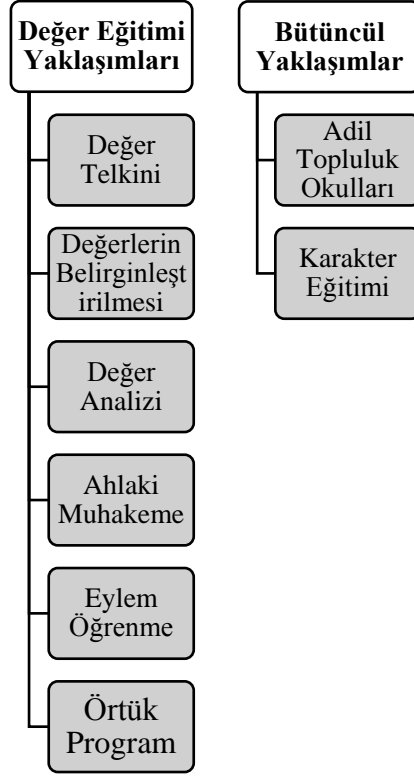 Değer Eğitimi
Yaklaşımları
Değer
Telkini
Değerlerin
Belirginleşt
irilmesi
Değer
Analizi
Ahlaki
Muhakeme
Eylem
Öğrenme
Örtük
Program
Bütüncül
Yaklaşımlar
Adil
Topluluk
Okulları
Karakter
Eğitimi